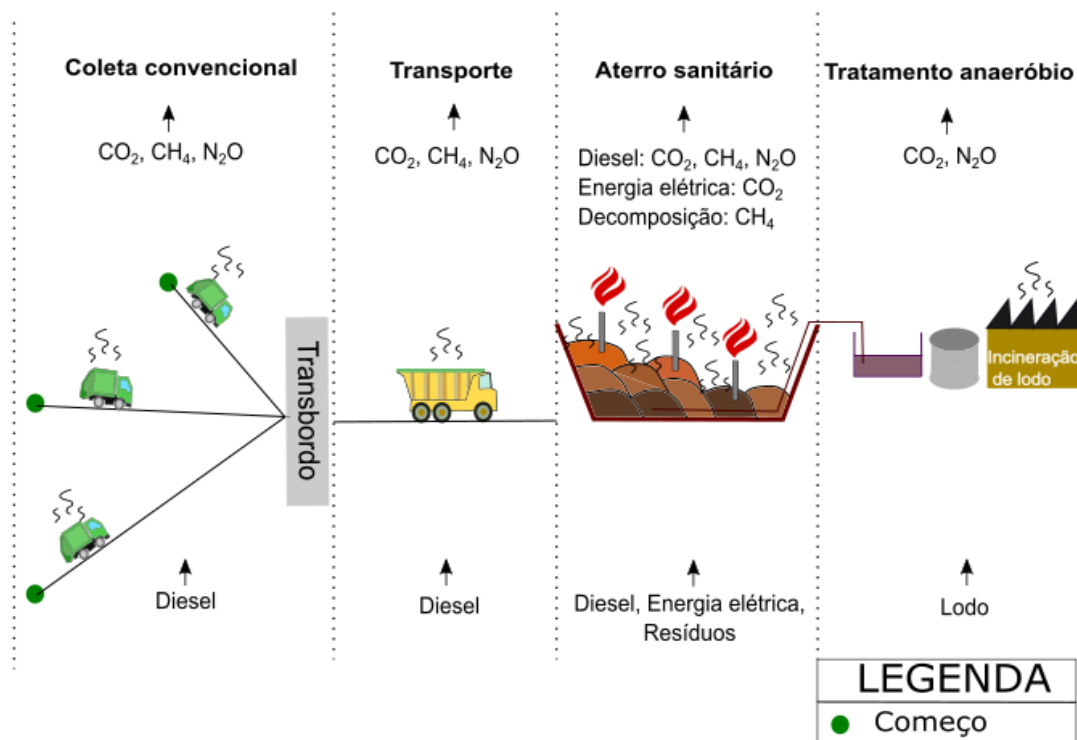 Coleta convencional
CO₂, CH₄, N₂O
Transbordo
Diesel
Transporte
CO₂, CH₄, N₂O
Diesel
Aterro sanitário
Diesel: CO₂, CH₄, N₂O
Energia elétrica: CO₂
Decomposição: CH₄
Diesel, Energia elétrica,
Resíduos
Tratamento anaeróbio
CO₂, N₂O
Incineração
de lodo
Lodo
LEGENDA
Começo